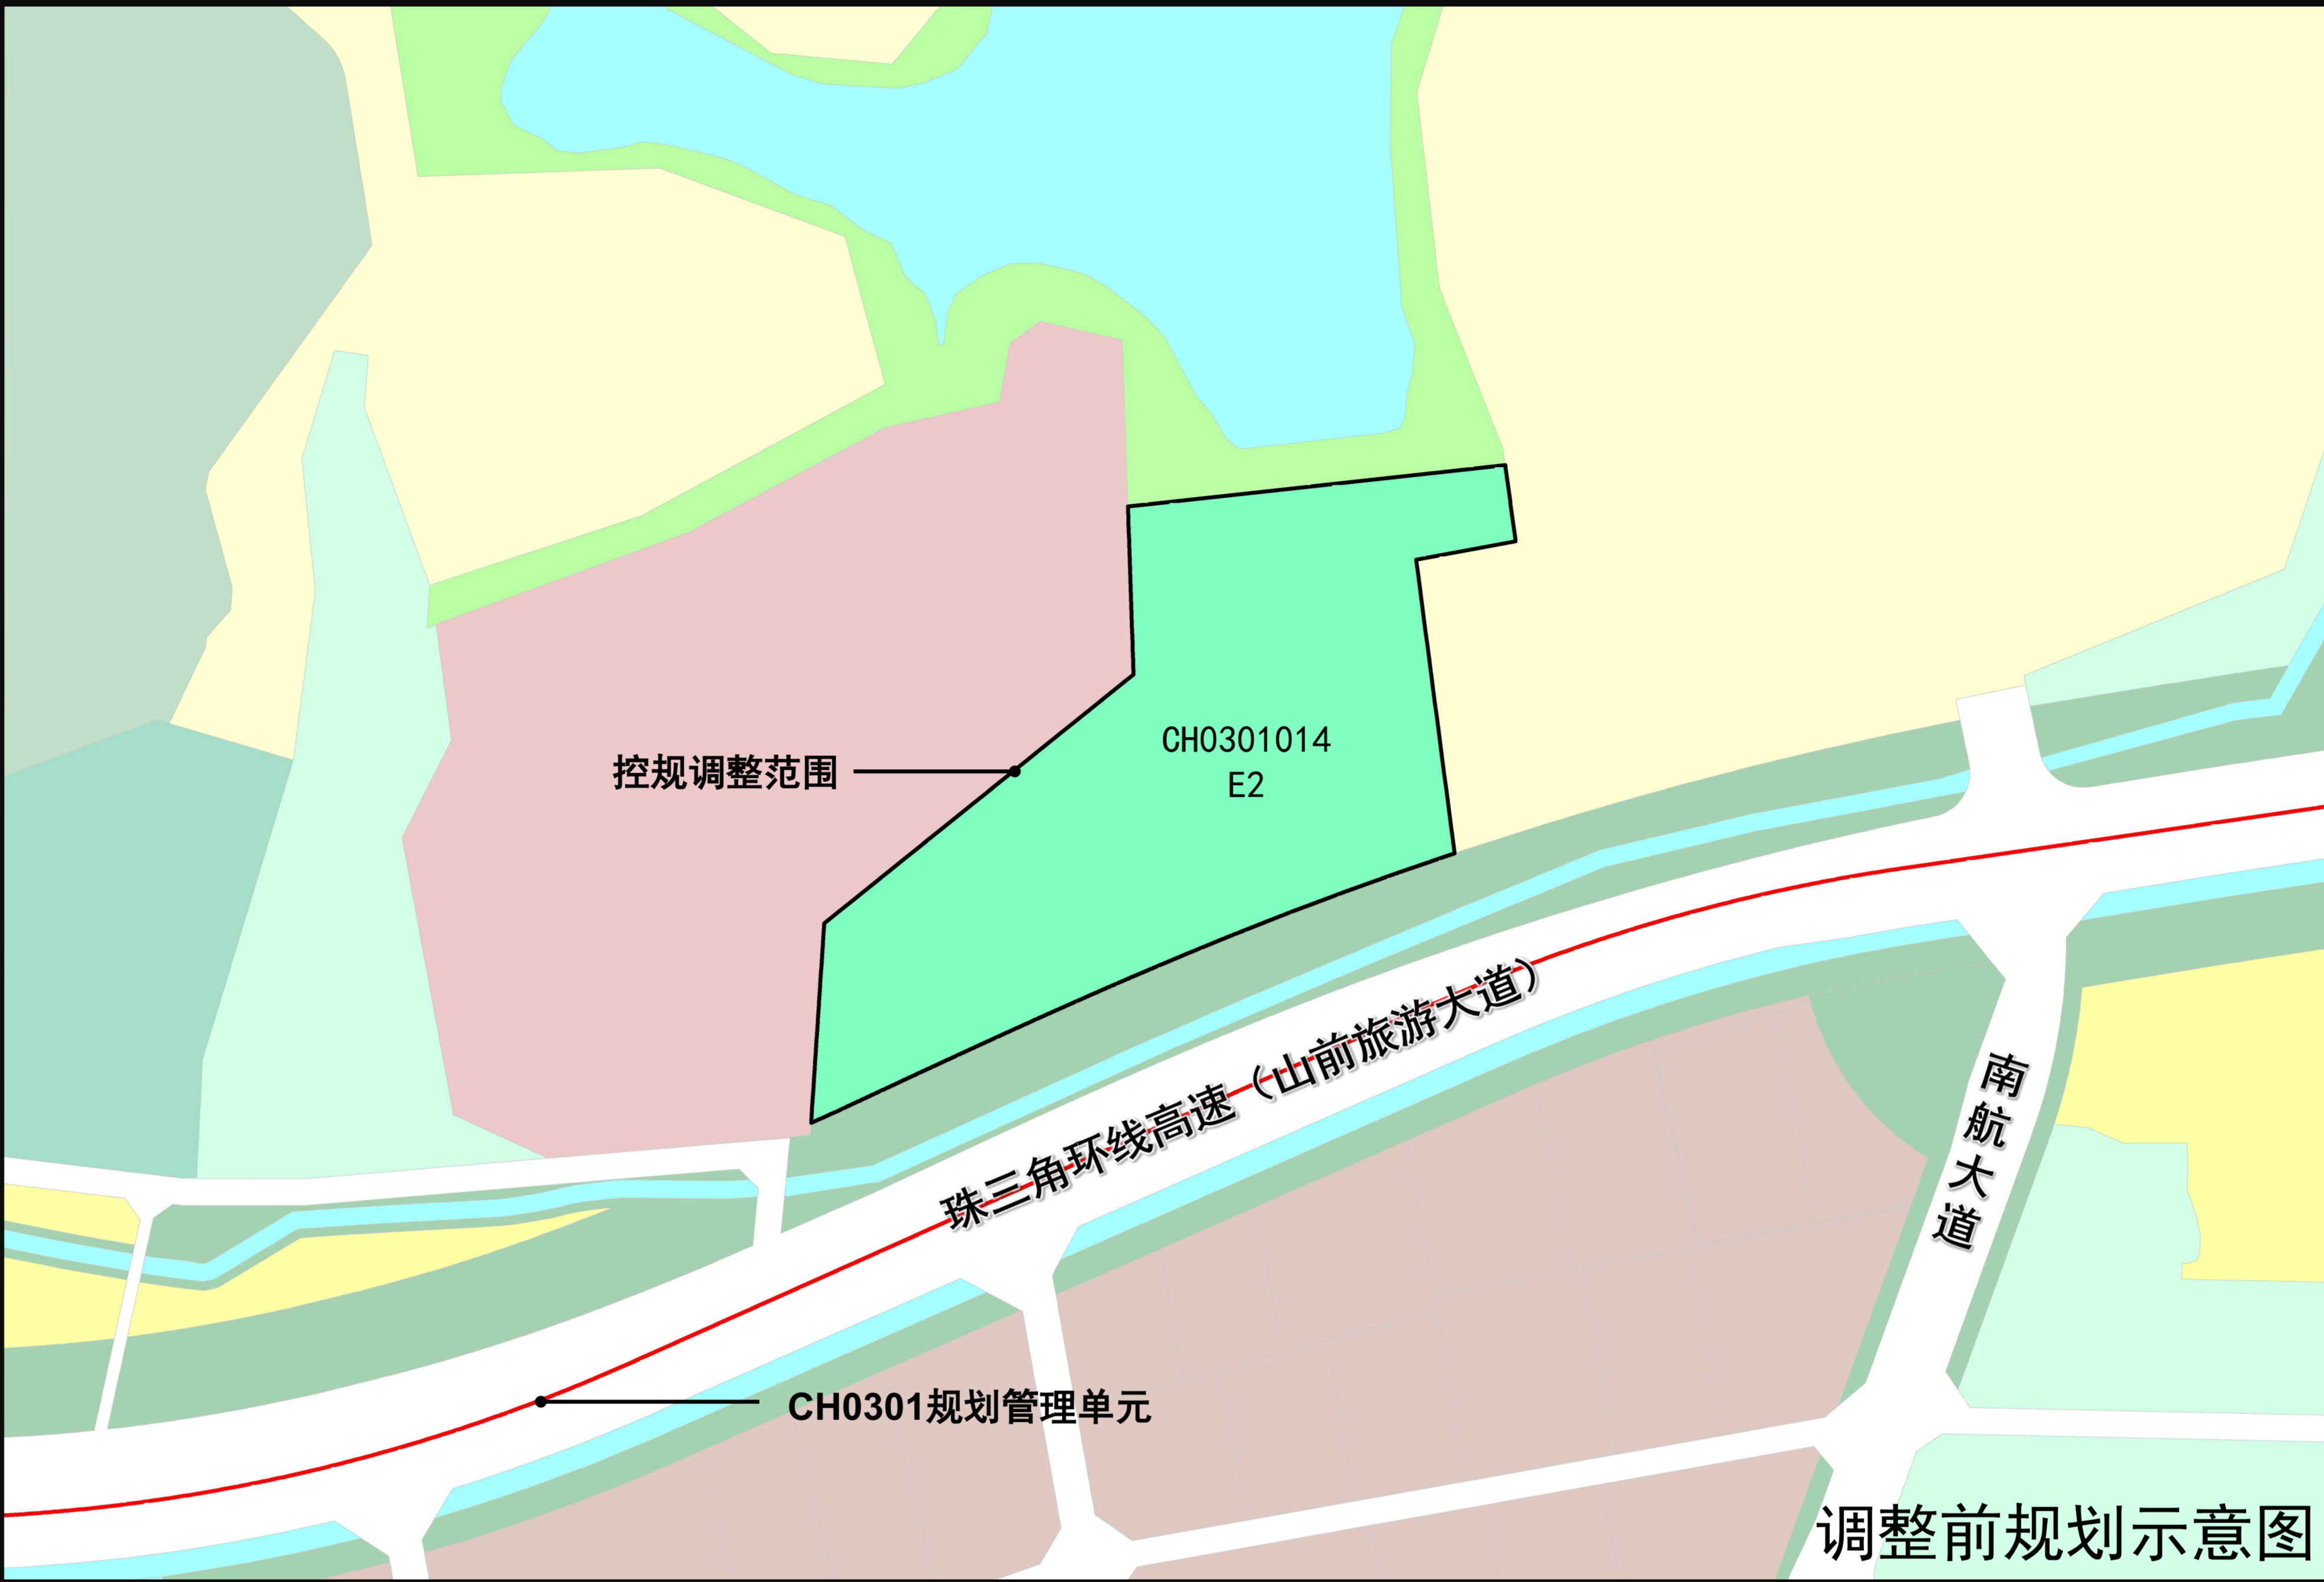 CH0301014
E2
控规调整范围
珠三角环线高速（山前旅游大道）
南航大道
CH0301规划管理单元
调整前规划示意图